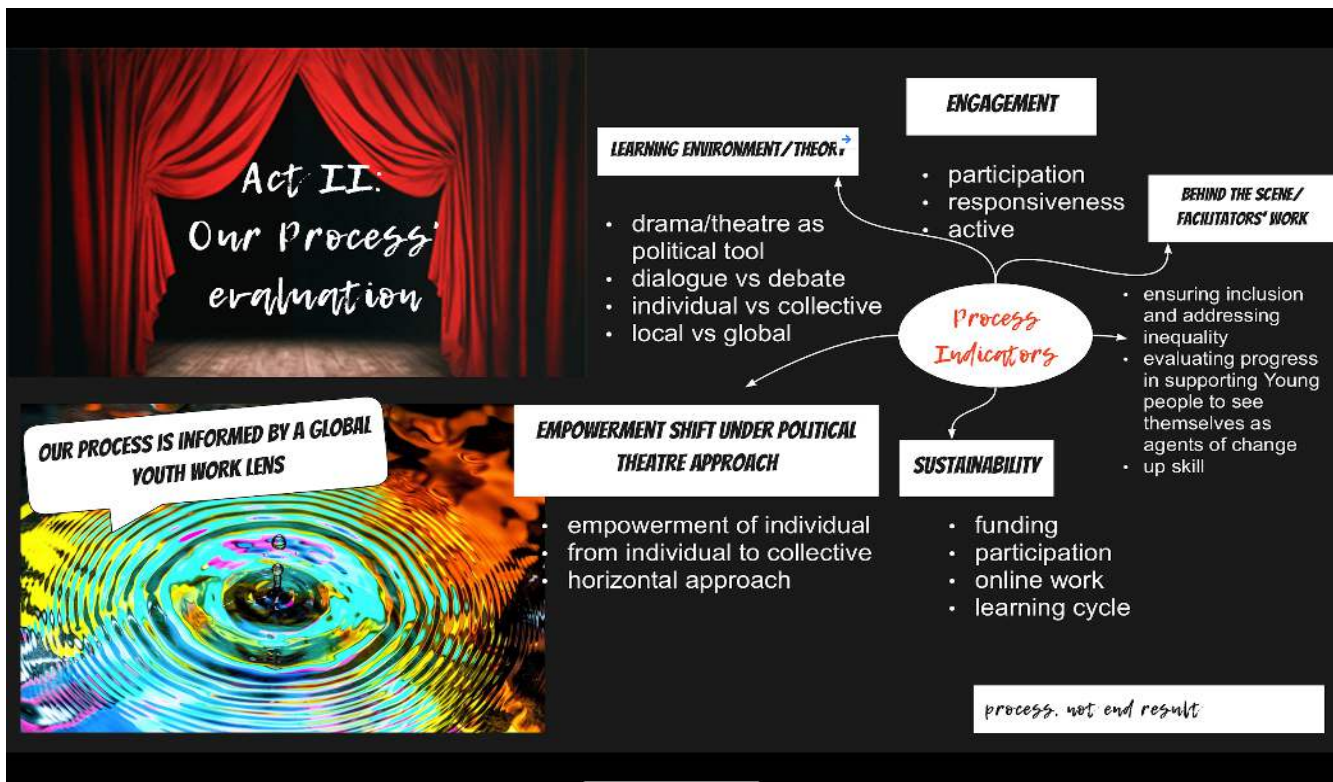 Act II:
Our Process'
evaluation
LEARNING ENVIRONMENT/THEORY
• drama/theatre as
political tool
• dialogue vs debate
• individual vs collective
• local vs global
ENGAGEMENT
• participation
• responsiveness
• active
BEHIND THE SCENE/
FACILITATORS' WORK
• ensuring inclusion
and addressing
inequality
• evaluating progress
in supporting Young
people to see
themselves as
agents of change
• up skill
Process
Indicators
OUR PROCESS IS INFORMED BY A GLOBAL
YOUTH WORK LENS
EMPOWERMENT SHIFT UNDER POLITICAL
THEATRE APPROACH
• empowerment of individual
• from individual to collective
• horizontal approach
SUSTAINABILITY
• funding
• participation
• online work
• learning cycle
process, not end result